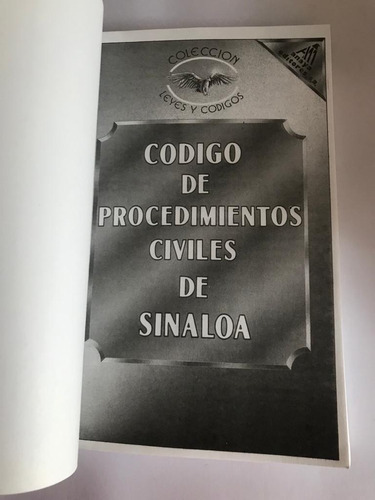 COLECCION
LEYES Y CODIGOS
CODIGO
DE
PROCEDIMIENTOS
CIVILES
DE
SINALOA